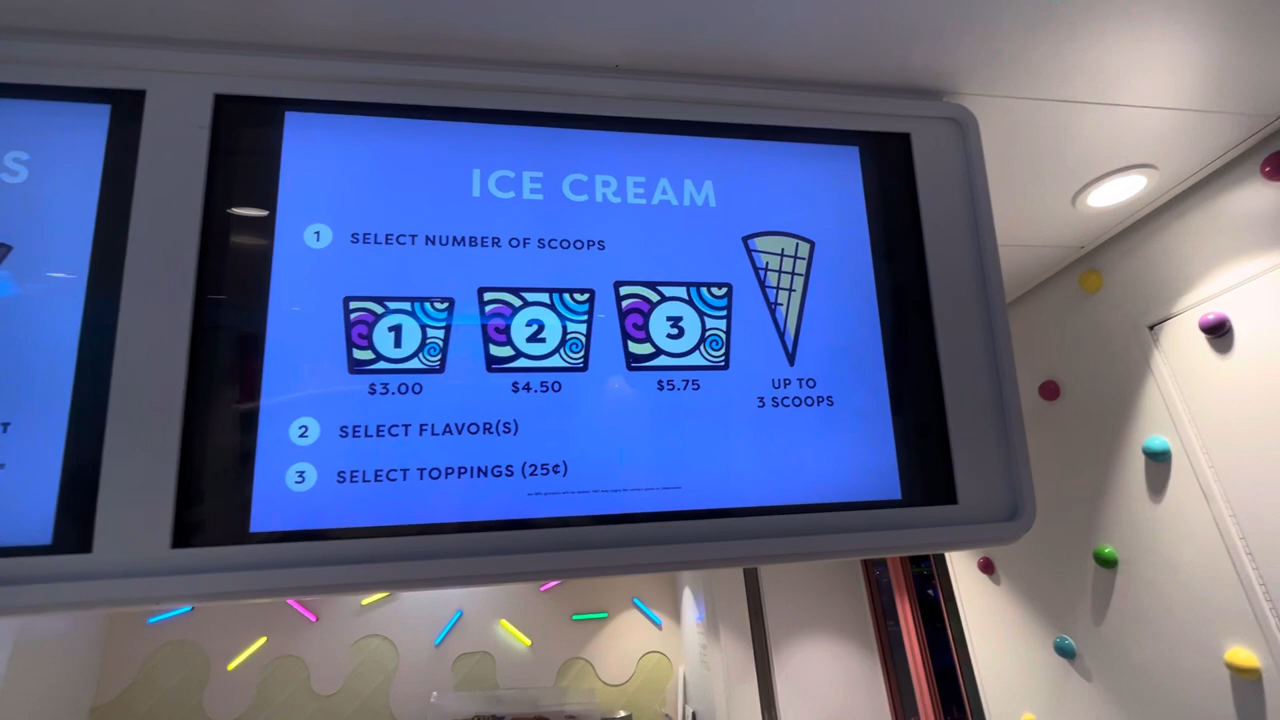 S
ICE CREAM
1 SELECT NUMBER OF SCOOPS
1 2 3
$3.00 $4.50 $5.75 UP TO
3 SCOOPS
2 SELECT FLAVOR(S)
3 SELECT TOPPINGS (25¢)
T